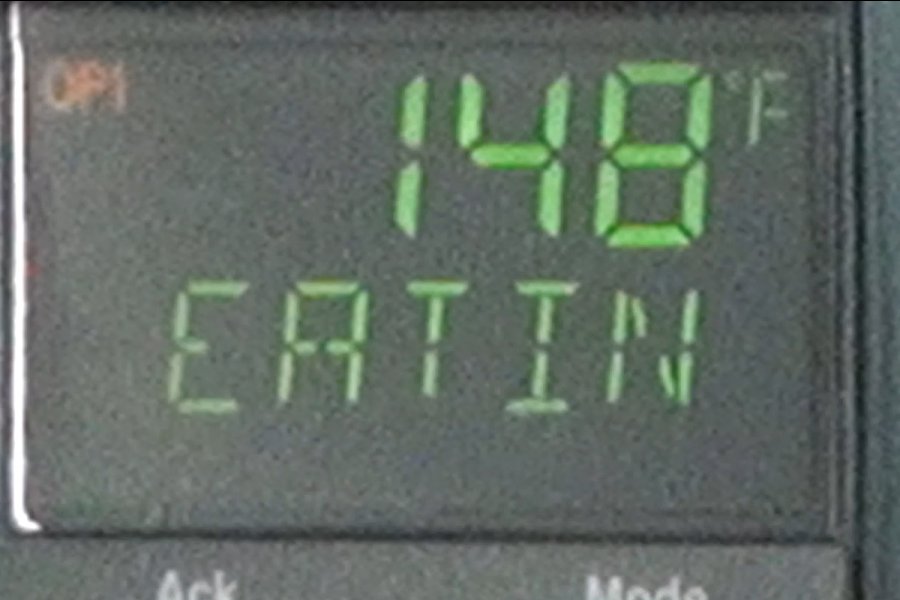 OP1
148 °F
EATIN
Ack Mode